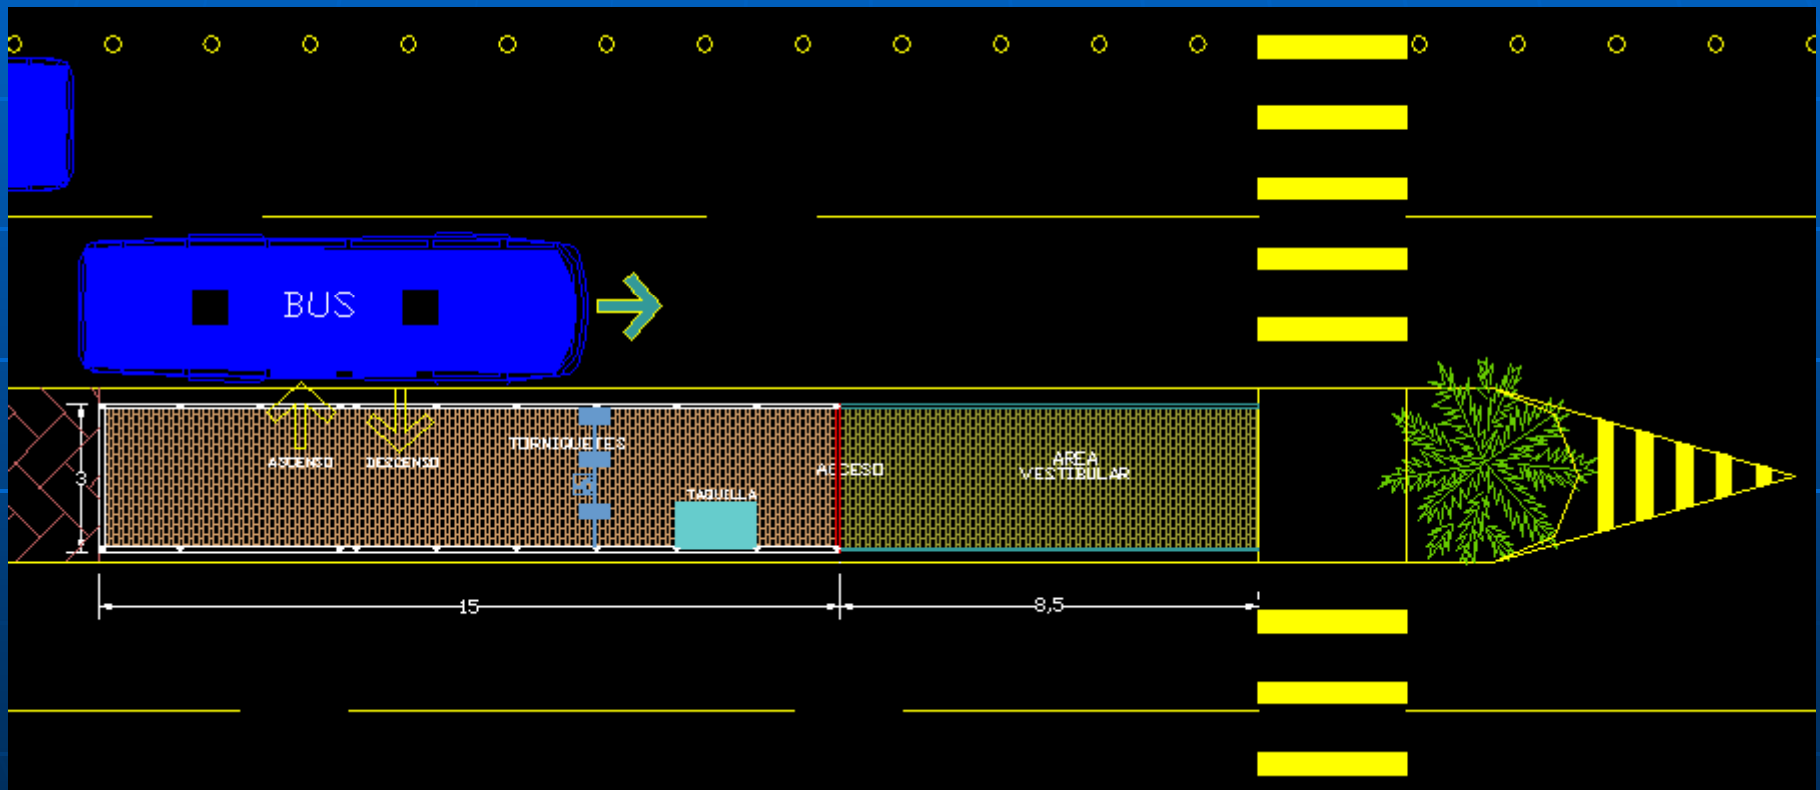 BUS
TORNIQUETES
ASCENSO
DESCENSO
ACCESO
AREA
VESTIBULAR
3
TAQUILLA
15
8,5